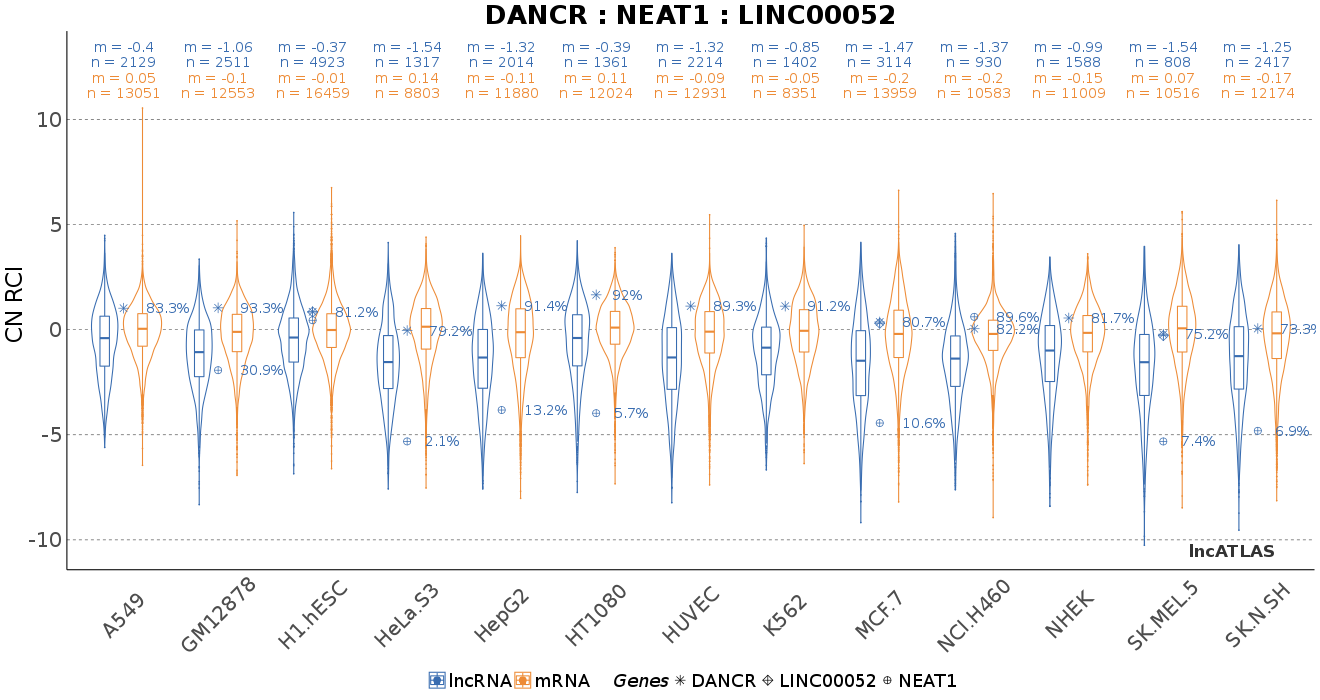 DANCR : NEAT1 : LINC00052
m = -0.4 m = -1.06 m = -0.37 m = -1.54 m = -1.32 m = -0.39 m = -1.32 m = -0.85 m = -1.47 m = -1.37 m = -0.99 m = -1.54 m = -1.25
n = 2129 n = 2511 n = 4923 n = 1317 n = 2014 n = 1361 n = 2214 n = 1402 n = 3114 n = 930 n = 1588 n = 808 n = 2417
m = 0.05 m = -0.1 m = -0.01 m = 0.14 m = -0.11 m = 0.11 m = -0.09 m = -0.05 m = -0.2 m = -0.2 m = -0.15 m = 0.07 m = -0.17
n = 13051 n = 12553 n = 16459 n = 8803 n = 11880 n = 12024 n = 12931 n = 8351 n = 13959 n = 10583 n = 11009 n = 10516 n = 12174
10
5
0
-5
-10
CN RCI
83.3% 93.3% 81.2% 79.2% 91.4% 92% 89.3% 91.2% 80.7% 89.6% 81.7% 75.2% 73.3%
82.2%
30.9% 2.1% 13.2% 5.7% 10.6% 7.4% 6.9%
lncATLAS
A549 GM12878 H1.hESC HeLa.S3 HepG2 HT1080 HUVEC K562 MCF.7 NCI.H460 NHEK SK.MEL.5 SK.N.SH
lncRNA mRNA Genes DANCR LINC00052 NEAT1